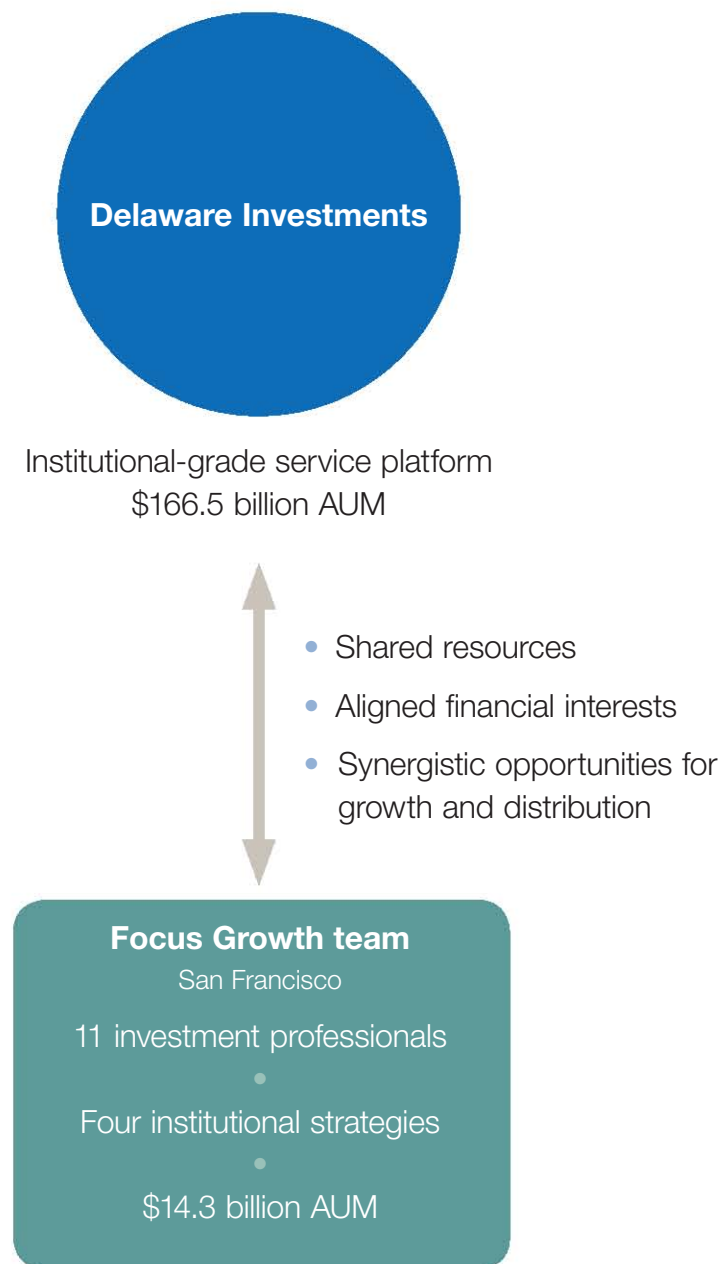 Delaware Investments
Institutional-grade service platform
$166.5 billion AUM
• Shared resources
• Aligned financial interests
• Synergistic opportunities for
growth and distribution
Focus Growth team
San Francisco
11 investment professionals
•
Four institutional strategies
•
$14.3 billion AUM